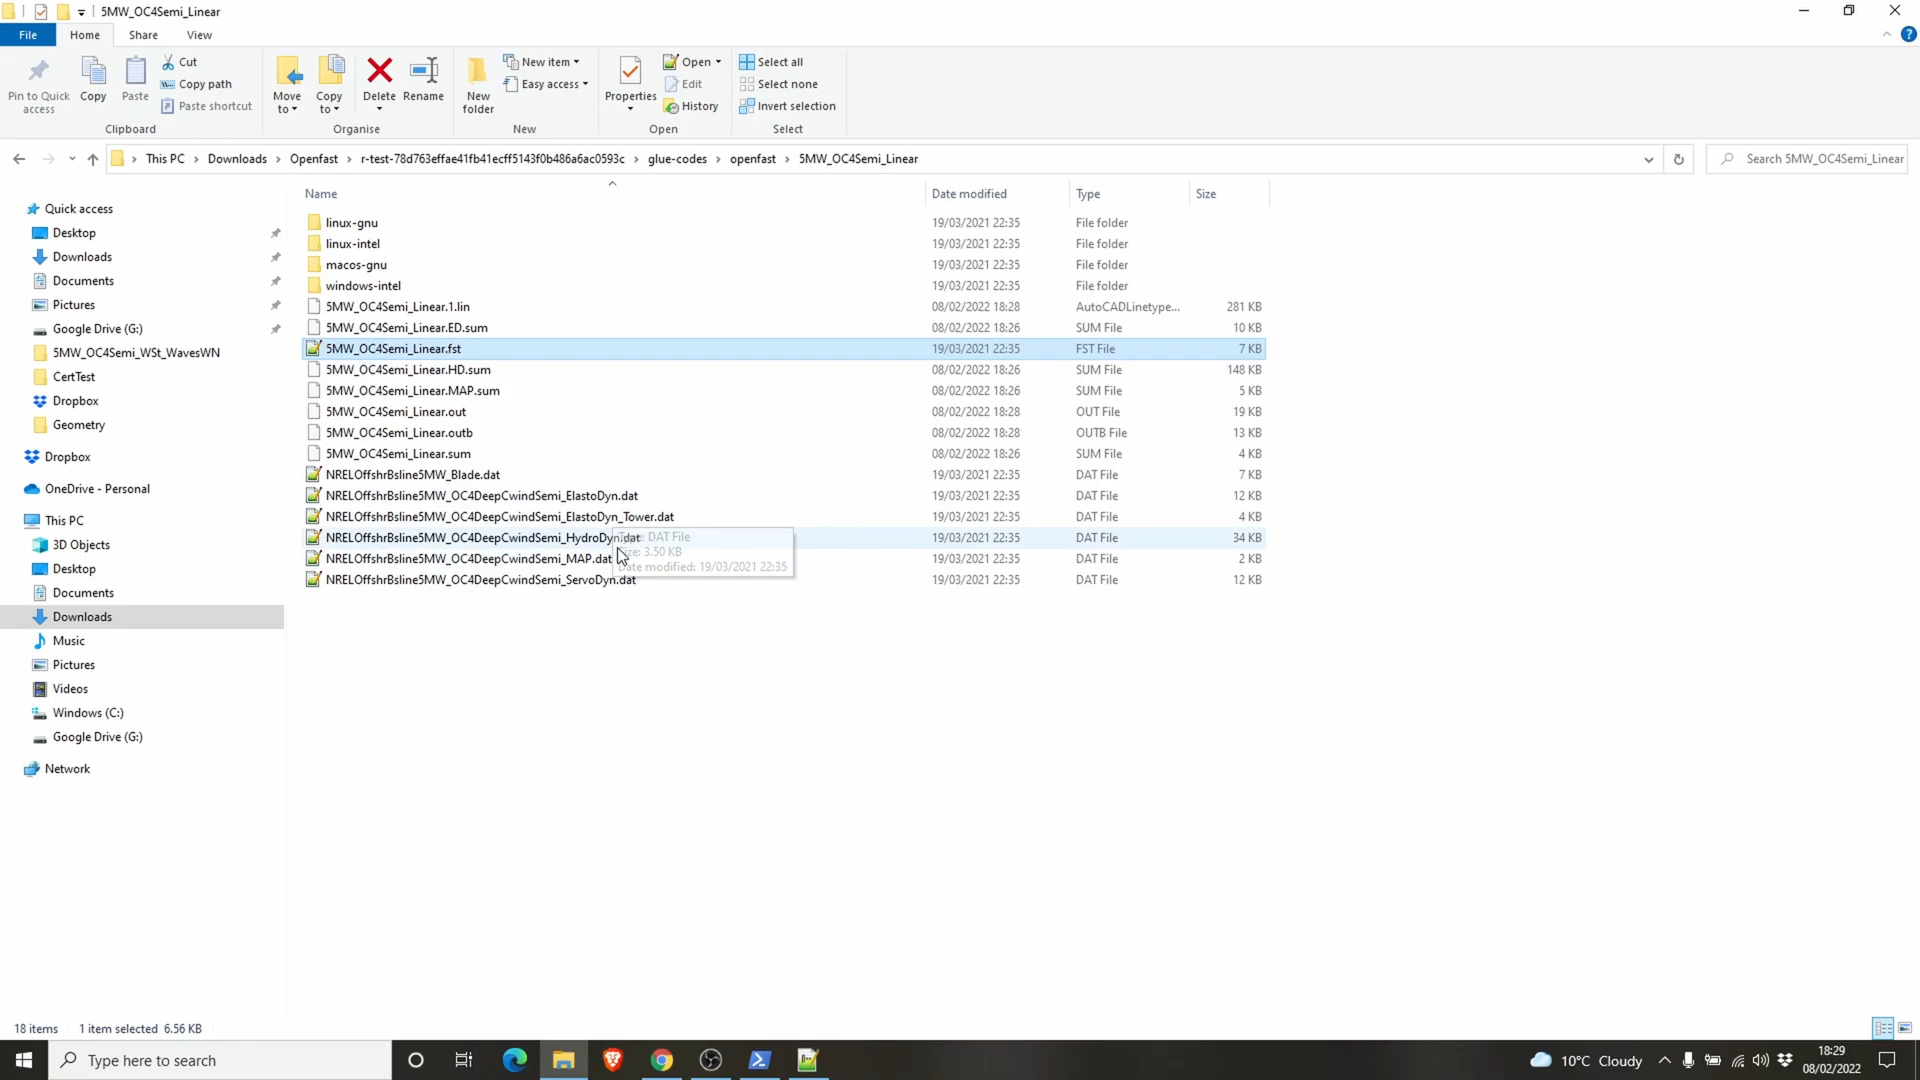 5MW_OC4Semi_Linear
File Home Share View
Pin to Quick access
Copy
Paste
Cut
Copy path
Paste shortcut
Clipboard
Move to
Copy to
Delete
Rename
Organise
New folder
New item
Easy access
New
Properties
Open
Edit
History
Open
Select all
Select none
Invert selection
Select
This PC > Downloads > Openfast > r-test-78d763effae41fb41ecff5143f0b486a6ac0593c > glue-codes > openfast > 5MW_OC4Semi_Linear
Search 5MW_OC4Semi_Linear
Quick access
Desktop
Downloads
Documents
Pictures
Google Drive (G:)
5MW_OC4Semi_WSt_WavesWN
CertTest
Dropbox
Geometry
Dropbox
OneDrive - Personal
This PC
3D Objects
Desktop
Documents
Downloads
Music
Pictures
Videos
Windows (C:)
Google Drive (G:)
Network
Name Date modified Type Size
linux-gnu 19/03/2021 22:35 File folder
linux-intel 19/03/2021 22:35 File folder
macos-gnu 19/03/2021 22:35 File folder
windows-intel 19/03/2021 22:35 File folder
5MW_OC4Semi_Linear.1.lin 08/02/2022 18:28 AutoCADLinetype... 281 KB
5MW_OC4Semi_Linear.ED.sum 08/02/2022 18:26 SUM File 10 KB
5MW_OC4Semi_Linear.fst 19/03/2021 22:35 FST File 7 KB
5MW_OC4Semi_Linear.HD.sum 08/02/2022 18:26 SUM File 148 KB
5MW_OC4Semi_Linear.MAP.sum 08/02/2022 18:26 SUM File 5 KB
5MW_OC4Semi_Linear.out 08/02/2022 18:28 OUT File 19 KB
5MW_OC4Semi_Linear.outb 08/02/2022 18:28 OUTB File 13 KB
5MW_OC4Semi_Linear.sum 08/02/2022 18:26 SUM File 4 KB
NRELOffshrBsline5MW_Blade.dat 19/03/2021 22:35 DAT File 7 KB
NRELOffshrBsline5MW_OC4DeepCwindSemi_ElastoDyn.dat 19/03/2021 22:35 DAT File 12 KB
NRELOffshrBsline5MW_OC4DeepCwindSemi_ElastoDyn_Tower.dat 19/03/2021 22:35 DAT File 4 KB
NRELOffshrBsline5MW_OC4DeepCwindSemi_HydroDyn.dat 19/03/2021 22:35 DAT File 34 KB
NRELOffshrBsline5MW_OC4DeepCwindSemi_MAP.dat 19/03/2021 22:35 DAT File 2 KB
NRELOffshrBsline5MW_OC4DeepCwindSemi_ServoDyn.dat 19/03/2021 22:35 DAT File 12 KB
DAT File
3.50 KB
Date modified: 19/03/2021 22:35
18 items 1 item selected 6.56 KB
Type here to search
10°C Cloudy
18:29
08/02/2022